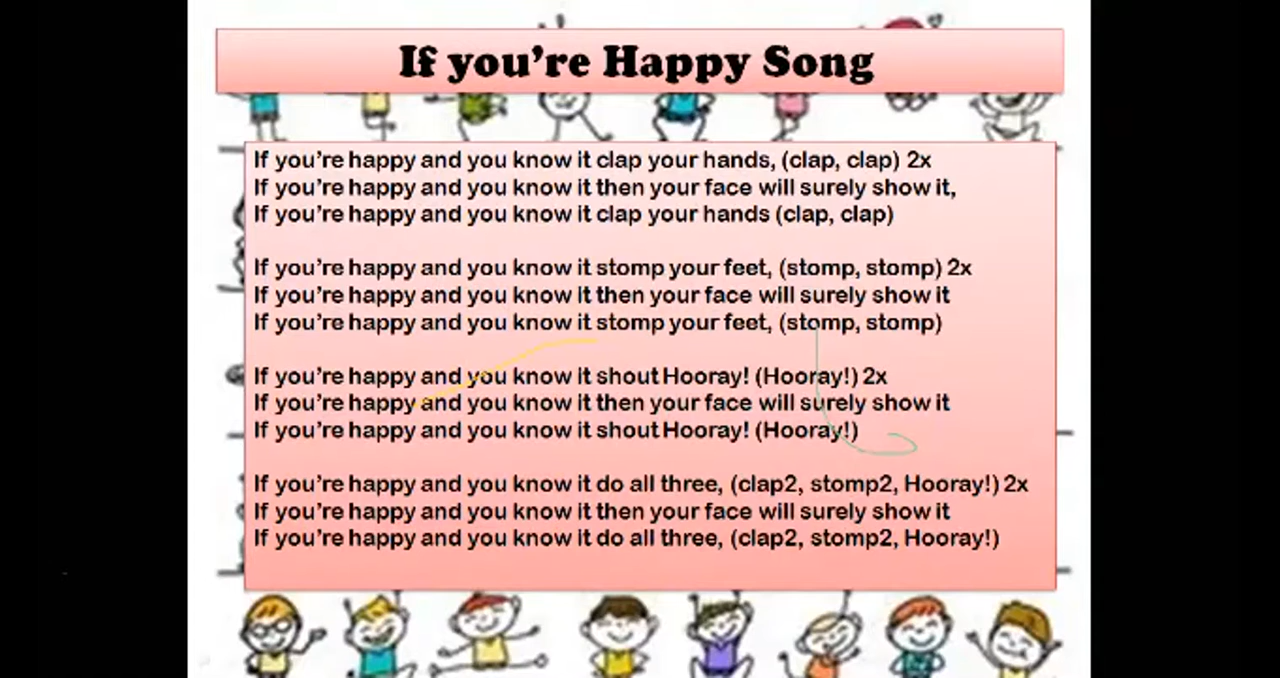 If you're Happy Song
If you're happy and you know it clap your hands, (clap, clap) 2x
If you're happy and you know it then your face will surely show it,
If you're happy and you know it clap your hands (clap, clap)
If you're happy and you know it stomp your feet, (stomp, stomp) 2x
If you're happy and you know it then your face will surely show it
If you're happy and you know it stomp your feet, (stomp, stomp)
If you're happy and you know it shout Hooray! (Hooray!) 2x
If you're happy and you know it then your face will surely show it
If you're happy and you know it shout Hooray! (Hooray!)
If you're happy and you know it do all three, (clap2, stomp2, Hooray!) 2x
If you're happy and you know it then your face will surely show it
If you're happy and you know it do all three, (clap2, stomp2, Hooray!)